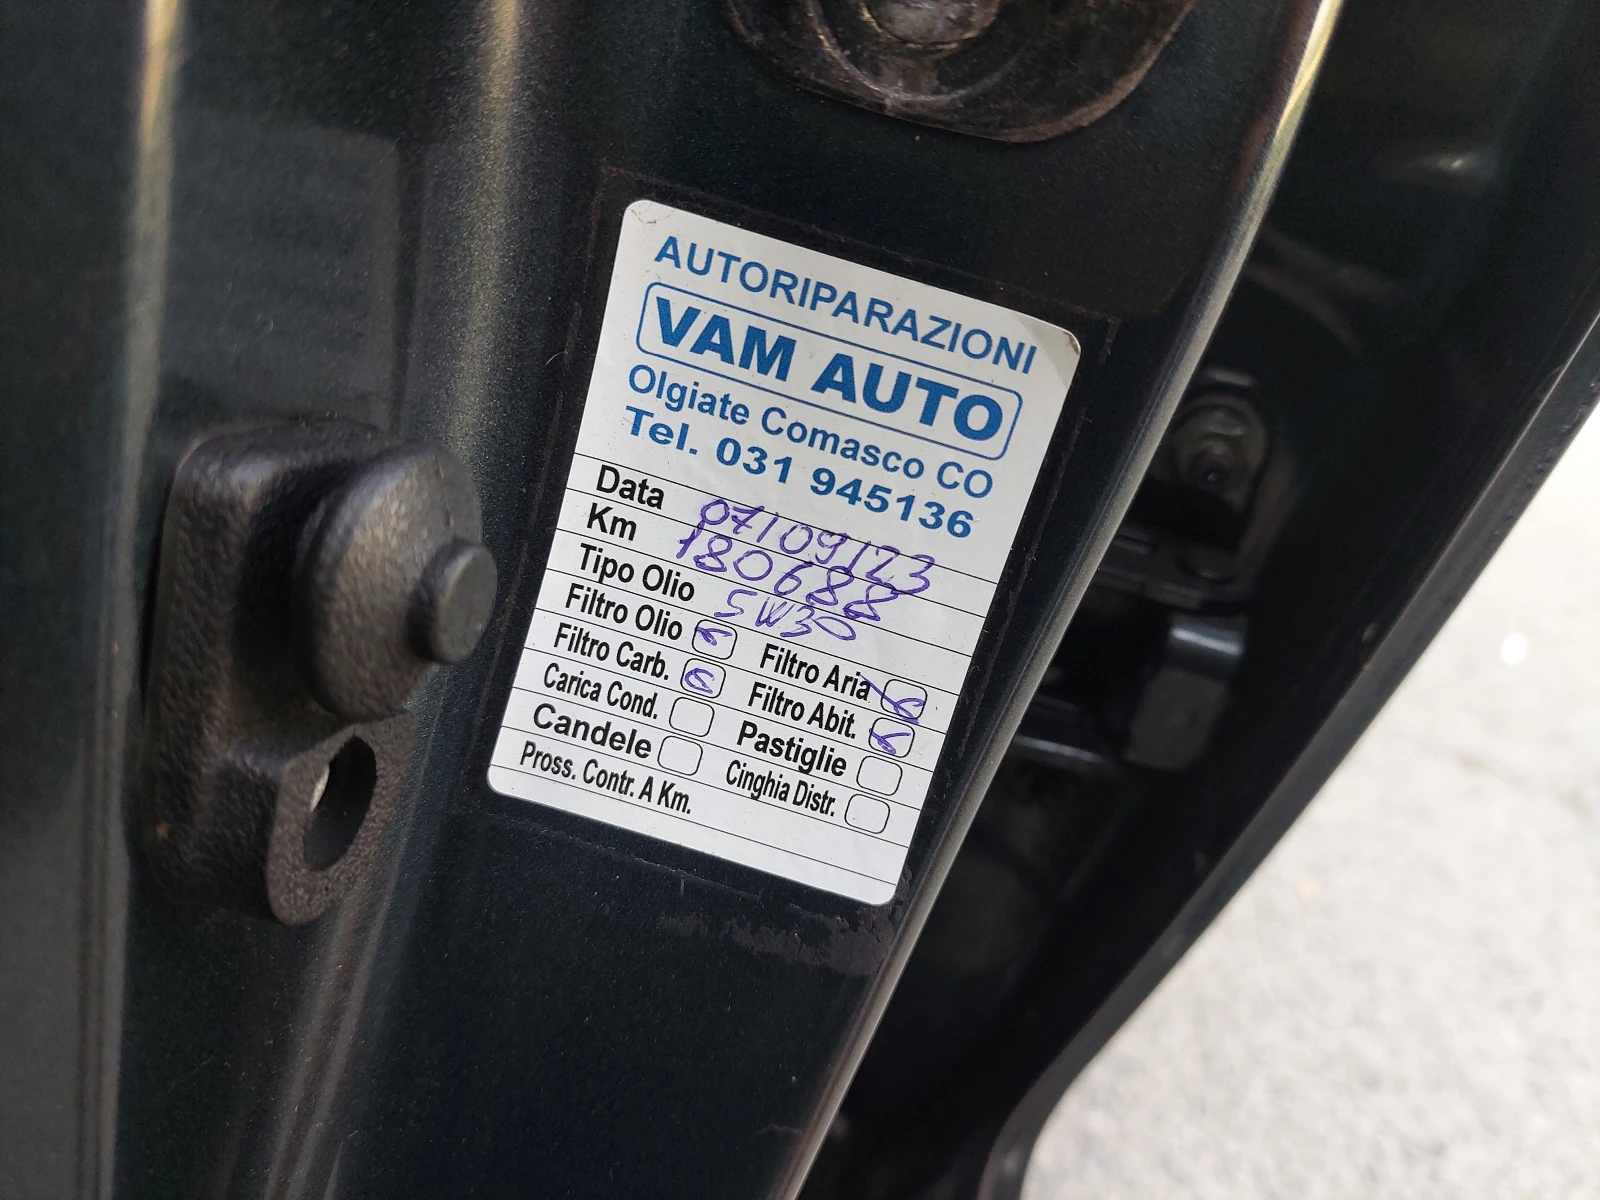 AUTORIPARAZIONI
VAM AUTO
Olgiate Comasco CO
Tel. 031 945136
Data 07/09/23
Km 180688
Tipo Olio 5W30
Filtro Olio Filtro Aria
Filtro Carb. Filtro Abit.
Carica Cond. Pastiglie
Candele Cinghia Distr.
Pross. Contr. A Km.